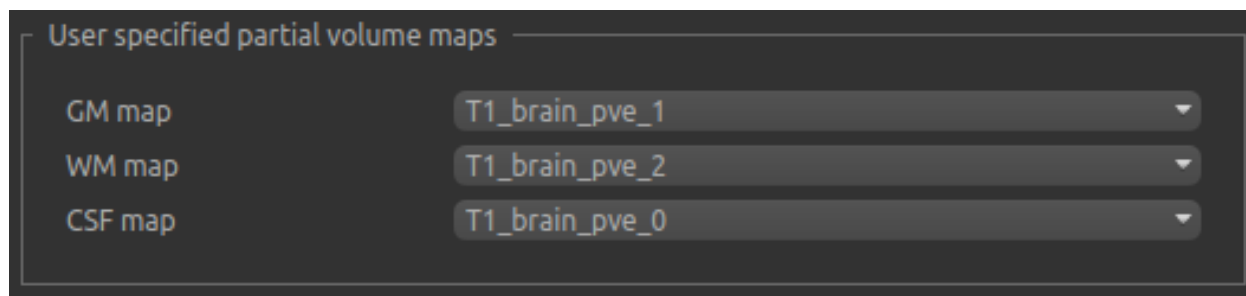 User specified partial volume maps
GM map T1_brain_pve_1
WM map T1_brain_pve_2
CSF map T1_brain_pve_0